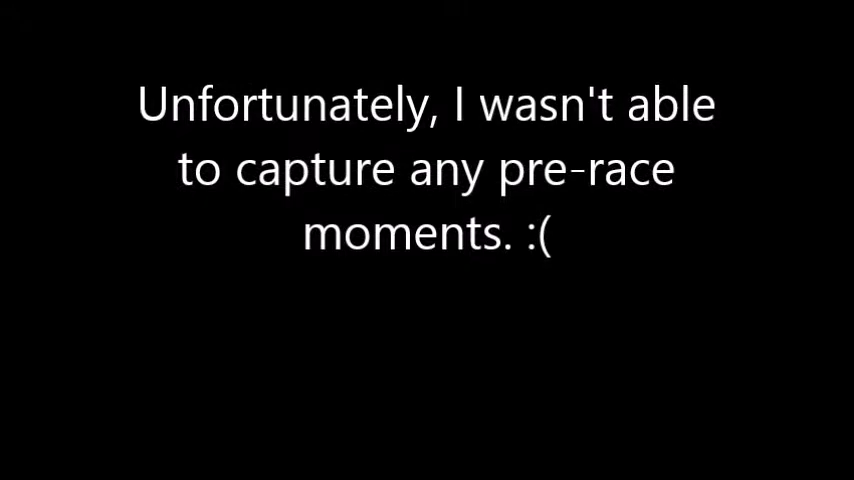 Unfortunately, I wasn't able
to capture any pre-race
moments. :(